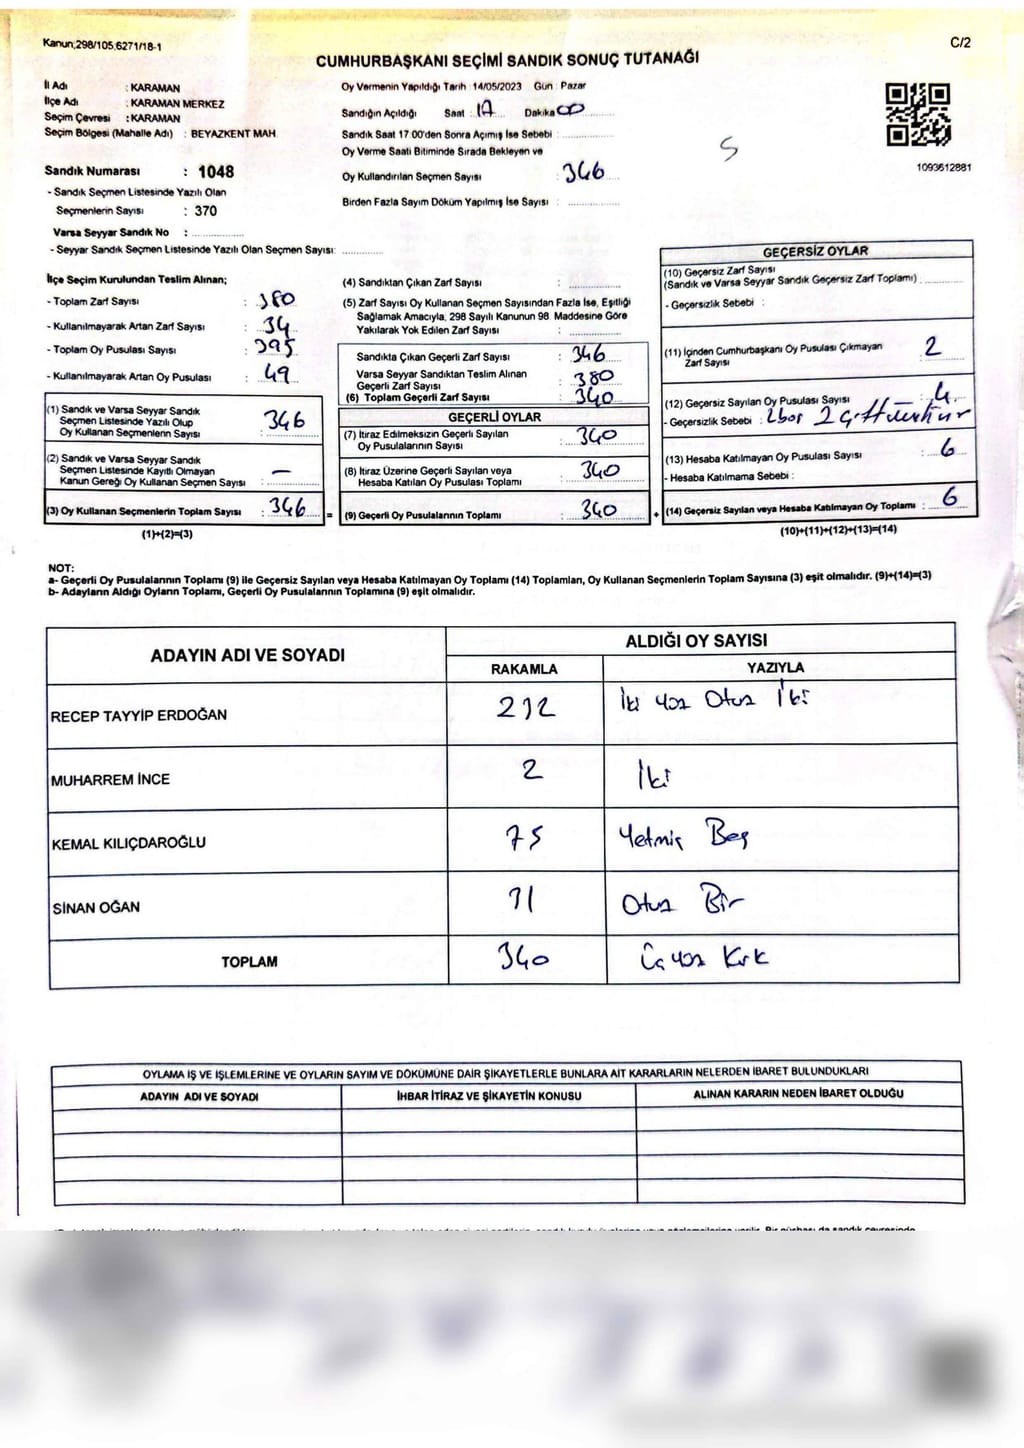 Kanun;298/105,6271/18-1
C/2
CUMHURBAŞKANI SEÇİMİ SANDIK SONUÇ TUTANAĞI
İl Adı : KARAMAN
İlçe Adı : KARAMAN MERKEZ
Seçim Çevresi : KARAMAN
Seçim Bölgesi (Mahalle Adı) : BEYAZKENT MAH.
Sandık Numarası : 1048
- Sandık Seçmen Listesinde Yazılı Olan
Seçmenlerin Sayısı : 370
Varsa Seyyar Sandık No :
- Seyyar Sandık Seçmen Listesinde Yazılı Olan Seçmen Sayısı:
Oy Vermenin Yapıldığı Tarih : 14/05/2023 Gün : Pazar
Sandığın Açıldığı Saat : 17 Dakika 00
Sandık Saat 17:00'den Sonra Açımış İse Sebebi :
Oy Verme Saati Bitiminde Sırada Bekleyen ve
Oy Kullandırılan Seçmen Sayısı : 346
Birden Fazla Sayım Döküm Yapılmış İse Sayısı :
5
1093612881
İlçe Seçim Kurulundan Teslim Alınan;
- Toplam Zarf Sayısı : 380
- Kullanılmayarak Artan Zarf Sayısı : 34
- Toplam Oy Pusulası Sayısı : 395
- Kullanılmayarak Artan Oy Pusulası : 49
(1) Sandık ve Varsa Seyyar Sandık
Seçmen Listesinde Yazılı Olup
Oy Kullanan Seçmenlerin Sayısı : 346
(2) Sandık ve Varsa Seyyar Sandık
Seçmen Listesinde Kayıtlı Olmayan
Kanun Gereği Oy Kullanan Seçmen Sayısı : —
(3) Oy Kullanan Seçmenlerin Toplam Sayısı : 346 =
(1)+(2)=(3)
(4) Sandıktan Çıkan Zarf Sayısı :
(5) Zarf Sayısı Oy Kullanan Seçmen Sayısından Fazla İse, Eşitliği
Sağlamak Amacıyla, 298 Sayılı Kanunun 98. Maddesine Göre
Yakılarak Yok Edilen Zarf Sayısı :
Sandıkta Çıkan Geçerli Zarf Sayısı : 346
Varsa Seyyar Sandıktan Teslim Alınan
Geçerli Zarf Sayısı : 380
(6) Toplam Geçerli Zarf Sayısı : 340
GEÇERLİ OYLAR
(7) İtiraz Edilmeksizin Geçerli Sayılan
Oy Pusulalarının Sayısı : 340
(8) İtiraz Üzerine Geçerli Sayılan veya
Hesaba Katılan Oy Pusulası Toplamı : 340
(9) Geçerli Oy Pusulalarının Toplamı : 340 +
GEÇERSİZ OYLAR
(10) Geçersiz Zarf Sayısı
(Sandık ve Varsa Seyyar Sandık Geçersiz Zarf Toplamı) :
- Geçersizlik Sebebi :
(11) İçinden Cumhurbaşkanı Oy Pusulası Çıkmayan
Zarf Sayısı : 2
(12) Geçersiz Sayılan Oy Pusulası Sayısı : 4
- Geçersizlik Sebebi :
(13) Hesaba Katılmayan Oy Pusulası Sayısı : 6
- Hesaba Katılmama Sebebi :
(14) Geçersiz Sayılan veya Hesaba Katılmayan Oy Toplamı : 6
(10)+(11)+(12)+(13)=(14)
NOT:
a- Geçerli Oy Pusulalarının Toplamı (9) ile Geçersiz Sayılan veya Hesaba Katılmayan Oy Toplamı (14) Toplamları, Oy Kullanan Seçmenlerin Toplam Sayısına (3) eşit olmalıdır. (9)+(14)=(3)
b- Adayların Aldığı Oyların Toplamı, Geçerli Oy Pusulalarının Toplamına (9) eşit olmalıdır.
ADAYIN ADI VE SOYADI
ALDIĞI OY SAYISI
RAKAMLA YAZIYLA
RECEP TAYYİP ERDOĞAN 232 İki yüz Otuz İki
MUHARREM İNCE 2 İki
KEMAL KILIÇDAROĞLU 75 Yetmiş Beş
SİNAN OĞAN 31 Otuz Bir
TOPLAM 340 Üçyüz Kırk
OYLAMA İŞ VE İŞLEMLERİNE VE OYLARIN SAYIM VE DÖKÜMÜNE DAİR ŞİKAYETLERLE BUNLARA AİT KARARLARIN NELERDEN İBARET BULUNDUKLARI
ADAYIN ADI VE SOYADI İHBAR İTİRAZ VE ŞİKAYETİN KONUSU ALINAN KARARIN NEDEN İBARET OLDUĞU